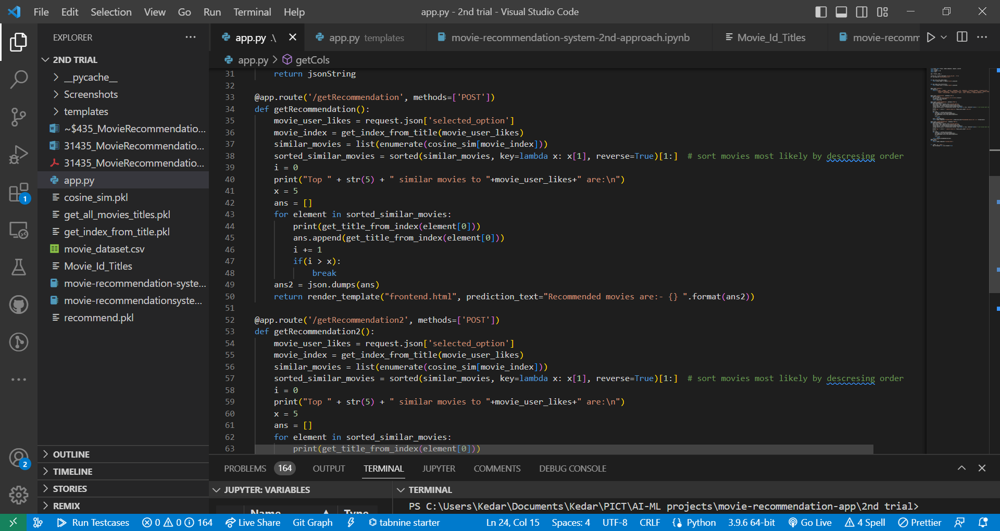 File Edit Selection View Go Run Terminal Help app.py - 2nd trial - Visual Studio Code
EXPLORER
app.py .\
app.py templates
movie-recommendation-system-2nd-approach.ipynb
Movie_Id_Titles
movie-recomm
app.py > getCols
2ND TRIAL
__pycache__
Screenshots
templates
~$435_MovieRecommendatio...
31435_MovieRecommendatio...
31435_MovieRecommendatio...
app.py
cosine_sim.pkl
get_all_movies_titles.pkl
get_index_from_title.pkl
movie_dataset.csv
Movie_Id_Titles
movie-recommendation-syste...
movie-recommendationsyste...
recommend.pkl
OUTLINE
TIMELINE
STORIES
REMIX
1
2
31 return jsonString
32
33 @app.route('/getRecommendation', methods=['POST'])
34 def getRecommendation():
35 movie_user_likes = request.json['selected_option']
36 movie_index = get_index_from_title(movie_user_likes)
37 similar_movies = list(enumerate(cosine_sim[movie_index]))
38 sorted_similar_movies = sorted(similar_movies, key=lambda x: x[1], reverse=True)[1:] # sort movies most likely by descresing order
39 i = 0
40 print("Top " + str(5) + " similar movies to "+movie_user_likes+" are:\n")
41 x = 5
42 ans = []
43 for element in sorted_similar_movies:
44 print(get_title_from_index(element[0]))
45 ans.append(get_title_from_index(element[0]))
46 i += 1
47 if(i > x):
48 break
49 ans2 = json.dumps(ans)
50 return render_template("frontend.html", prediction_text="Recommended movies are:- {} ".format(ans2))
51
52 @app.route('/getRecommendation2', methods=['POST'])
53 def getRecommendation2():
54 movie_user_likes = request.json['selected_option']
55 movie_index = get_index_from_title(movie_user_likes)
56 similar_movies = list(enumerate(cosine_sim[movie_index]))
57 sorted_similar_movies = sorted(similar_movies, key=lambda x: x[1], reverse=True)[1:] # sort movies most likely by descresing order
58 i = 0
59 print("Top " + str(5) + " similar movies to "+movie_user_likes+" are:\n")
60 x = 5
61 ans = []
62 for element in sorted_similar_movies:
63 print(get_title_from_index(element[0]))
PROBLEMS 164 OUTPUT TERMINAL JUPYTER COMMENTS DEBUG CONSOLE
JUPYTER: VARIABLES
Name Type
TERMINAL
PS C:\Users\Kedar\Documents\Kedar\PICT\AI-ML projects\movie-recommendation-app\2nd trial>
Run Testcases 0 0 164 Live Share Git Graph tabnine starter Ln 24, Col 15 Spaces: 4 UTF-8 CRLF Python 3.9.6 64-bit Go Live 4 Spell Prettier